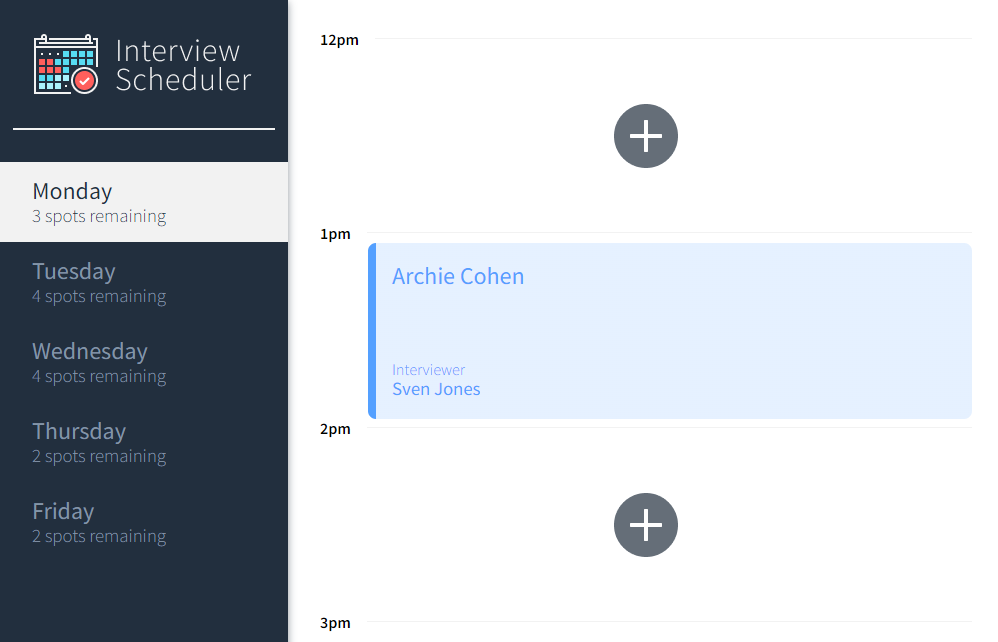 Interview
Scheduler
Monday
3 spots remaining
Tuesday
4 spots remaining
Wednesday
4 spots remaining
Thursday
2 spots remaining
Friday
2 spots remaining
12pm
1pm
Archie Cohen
Interviewer
Sven Jones
2pm
3pm